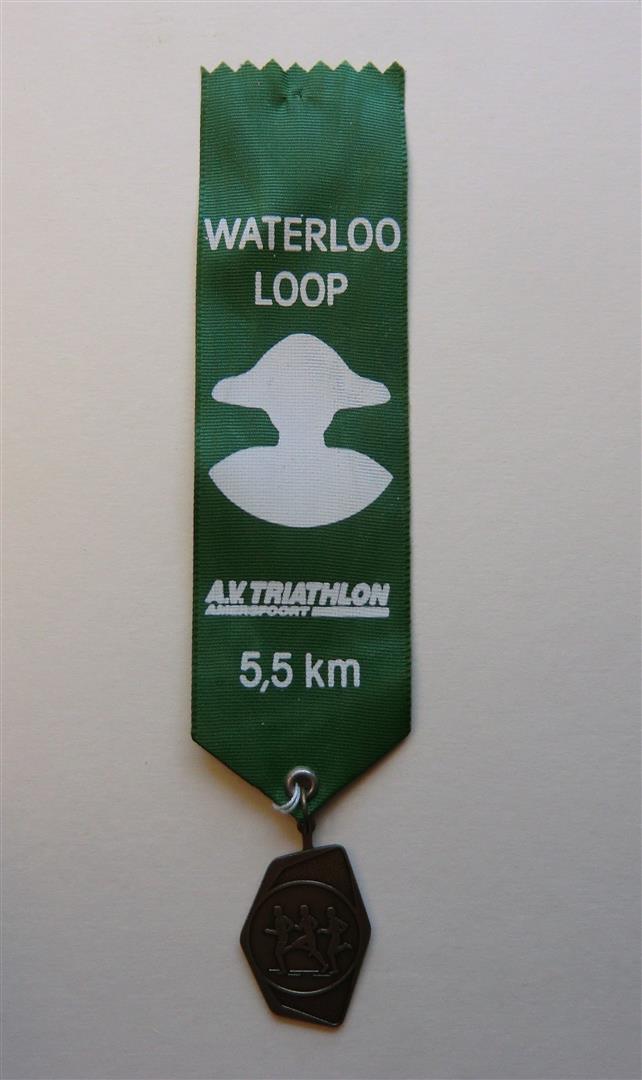 WATERLOO
LOOP
A.V. TRIATHLON
AMERSFOORT
5,5 km